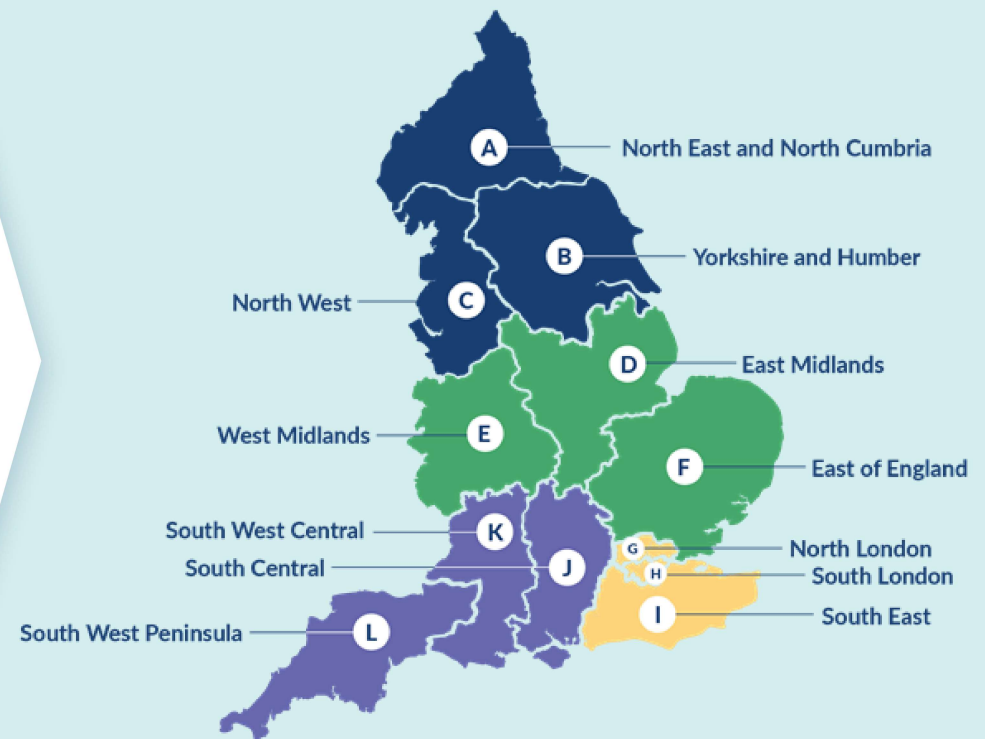 A
North East and North Cumbria
B
Yorkshire and Humber
North West
C
D
East Midlands
West Midlands
E
F
East of England
South West Central
K
G
North London
South Central
J
H
South London
I
South East
South West Peninsula
L